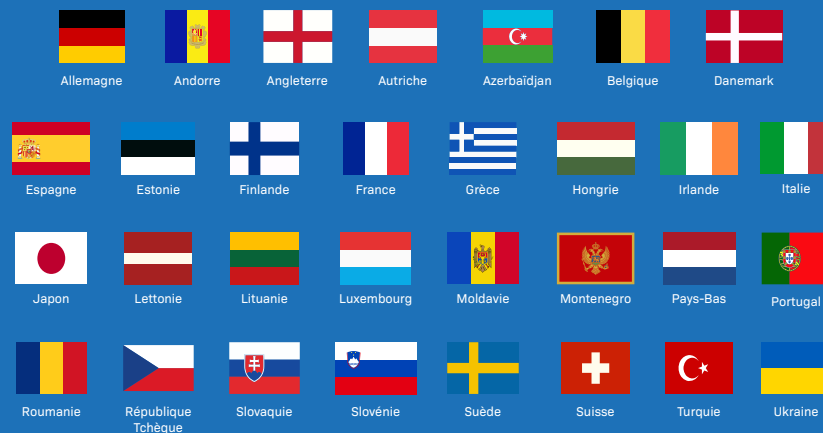 Allemagne Andorre Angleterre Autriche Azerbaïdjan Belgique Danemark
Espagne Estonie Finlande France Grèce Hongrie Irlande Italie
Japon Lettonie Lituanie Luxembourg Moldavie Montenegro Pays-Bas Portugal
Roumanie République Tchèque Slovaquie Slovénie Suède Suisse Turquie Ukraine